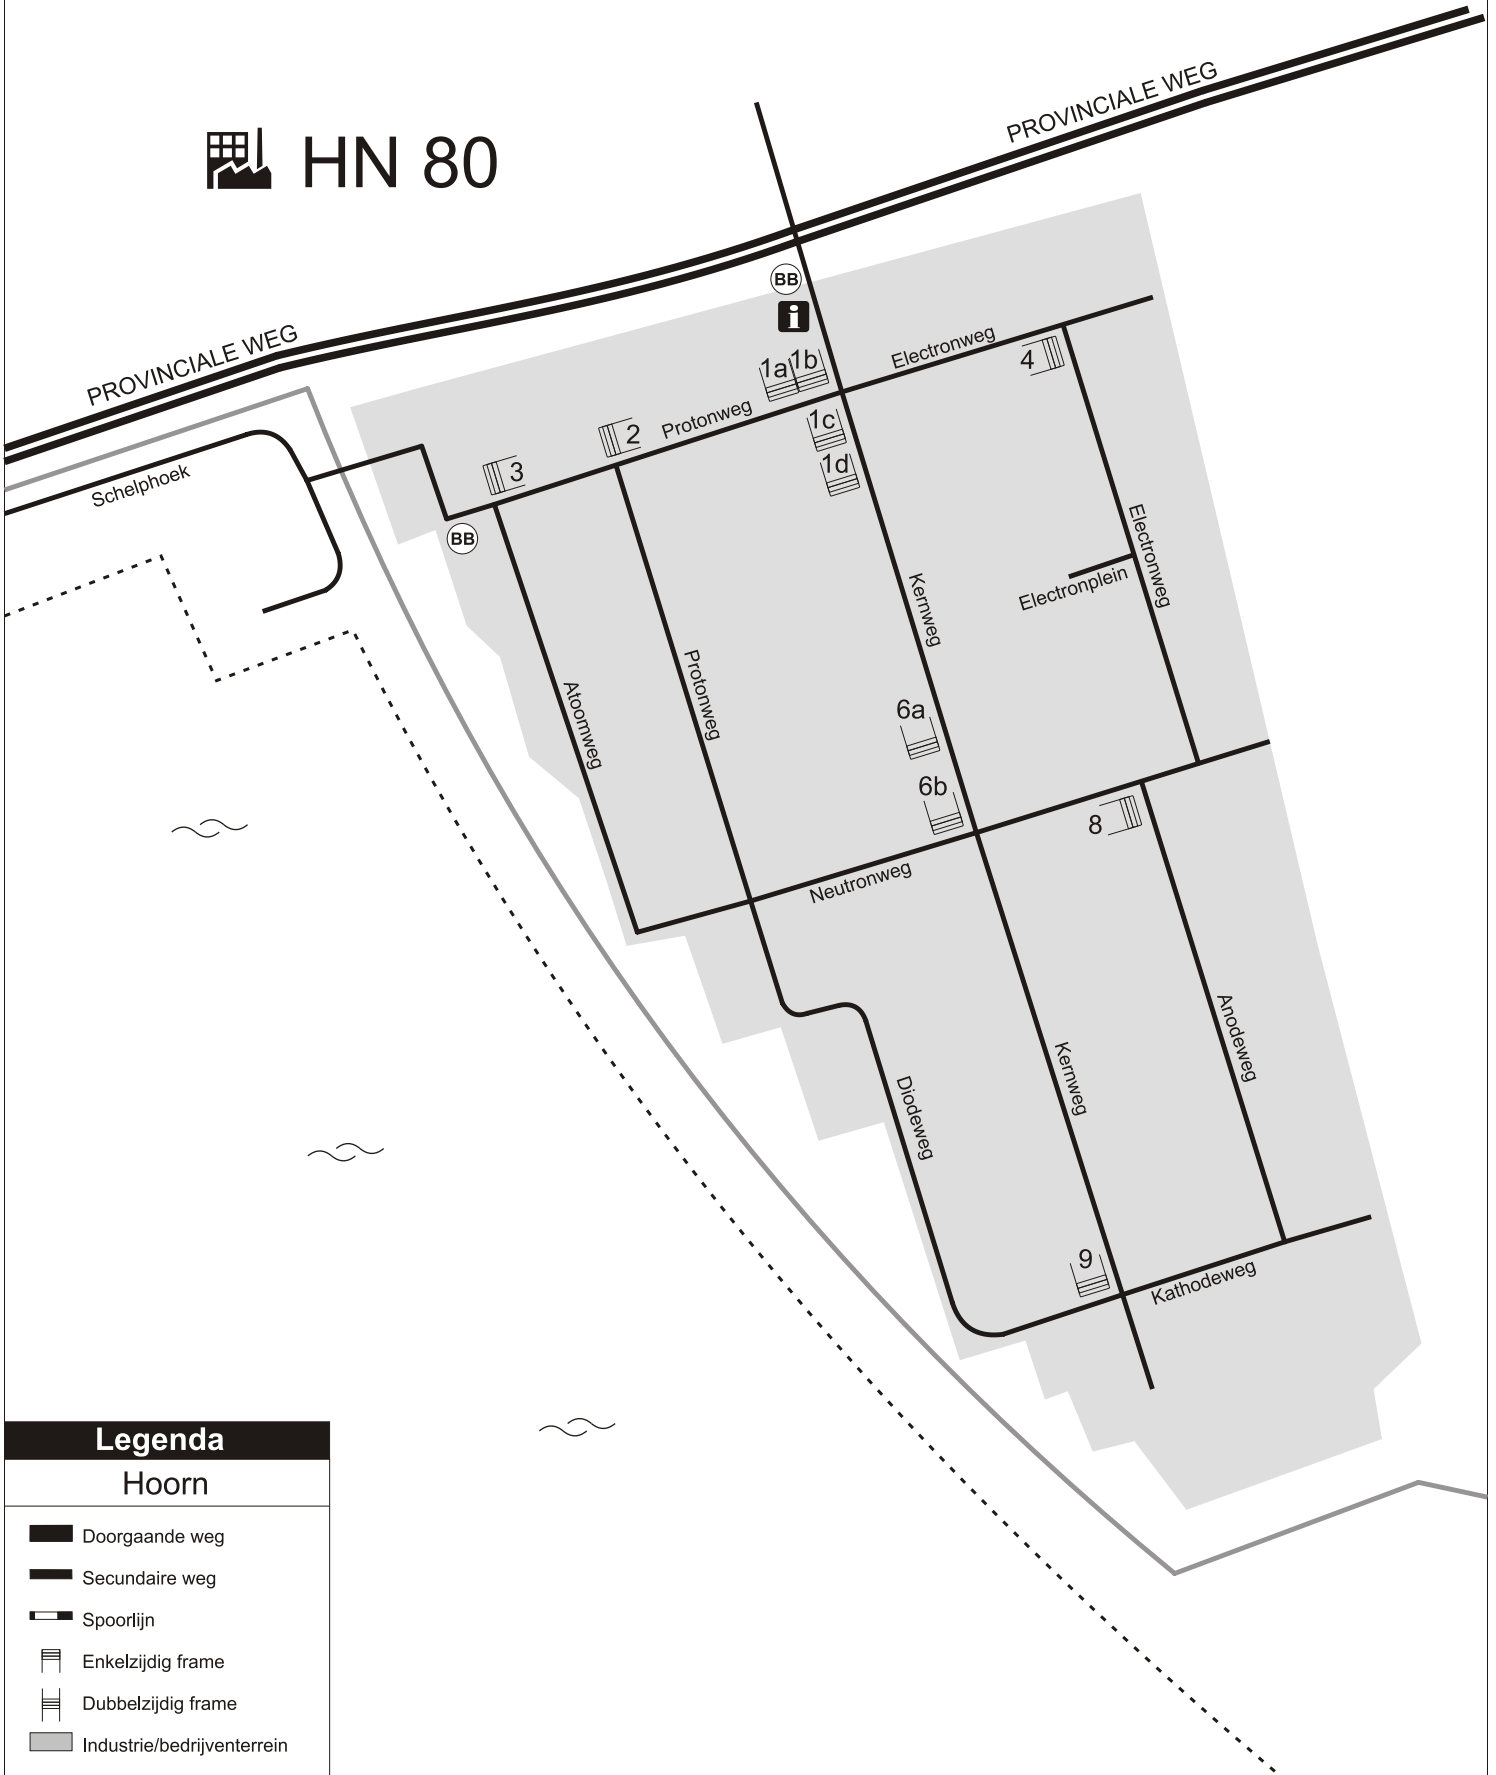 PROVINCIALE WEG
HN 80
BB
i
PROVINCIALE WEG
Electronweg
1a
1b
4
Protonweg
1c
2
1d
3
Schelphoek
BB
Electronweg
Electronplein
Kernweg
Protonweg
Atoomweg
6a
6b
8
Neutronweg
Anodeweg
Kernweg
Diodeweg
9
Kathodeweg
Legenda
Hoorn
Doorgaande weg
Secundaire weg
Spoorlijn
Enkelzijdig frame
Dubbelzijdig frame
Industrie/bedrijventerrein